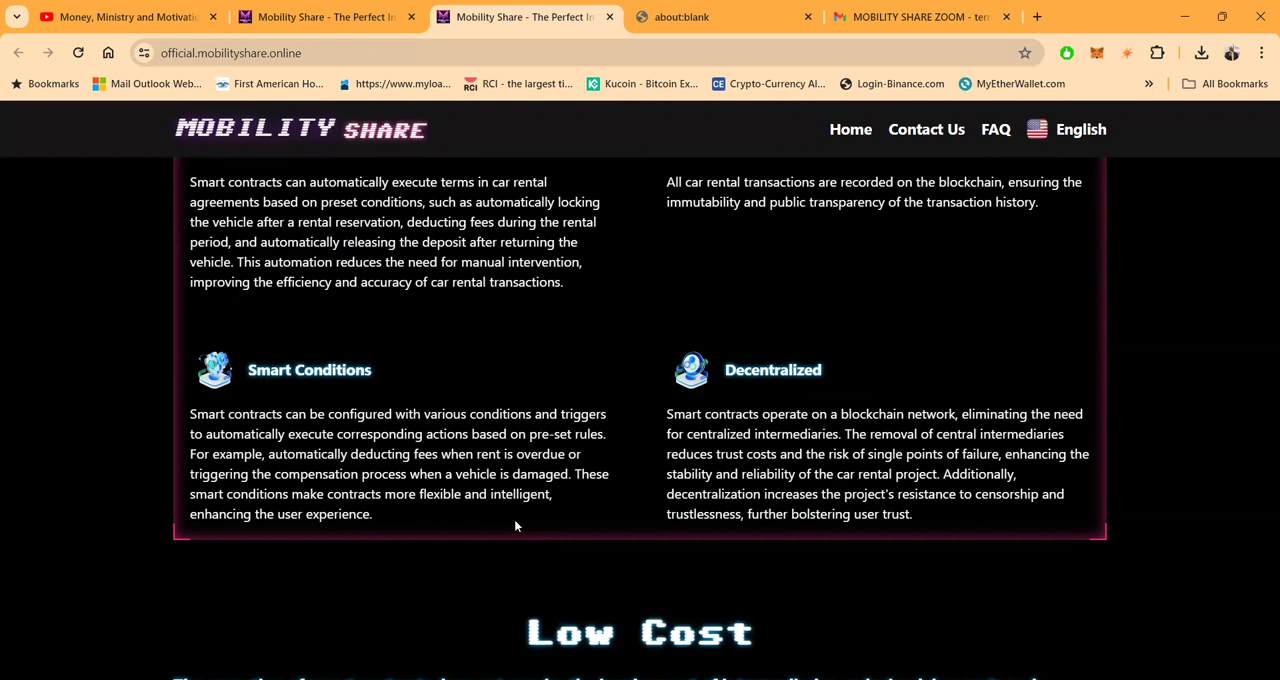 Money, Ministry and Motivatic
Mobility Share - The Perfect In
Mobility Share - The Perfect In
about:blank
MOBILITY SHARE ZOOM - terr
official.mobilityshare.online
Bookmarks
Mail Outlook Web...
First American Ho...
https://www.myloa...
RCI - the largest ti...
Kucoin - Bitcoin Ex...
Crypto-Currency Al...
Login-Binance.com
MyEtherWallet.com
All Bookmarks
MOBILITY SHARE
Home
Contact Us
FAQ
English
Smart contracts can automatically execute terms in car rental
agreements based on preset conditions, such as automatically locking
the vehicle after a rental reservation, deducting fees during the rental
period, and automatically releasing the deposit after returning the
vehicle. This automation reduces the need for manual intervention,
improving the efficiency and accuracy of car rental transactions.
All car rental transactions are recorded on the blockchain, ensuring the
immutability and public transparency of the transaction history.
Smart Conditions
Smart contracts can be configured with various conditions and triggers
to automatically execute corresponding actions based on pre-set rules.
For example, automatically deducting fees when rent is overdue or
triggering the compensation process when a vehicle is damaged. These
smart conditions make contracts more flexible and intelligent,
enhancing the user experience.
Decentralized
Smart contracts operate on a blockchain network, eliminating the need
for centralized intermediaries. The removal of central intermediaries
reduces trust costs and the risk of single points of failure, enhancing the
stability and reliability of the car rental project. Additionally,
decentralization increases the project's resistance to censorship and
trustlessness, further bolstering user trust.
Low Cost